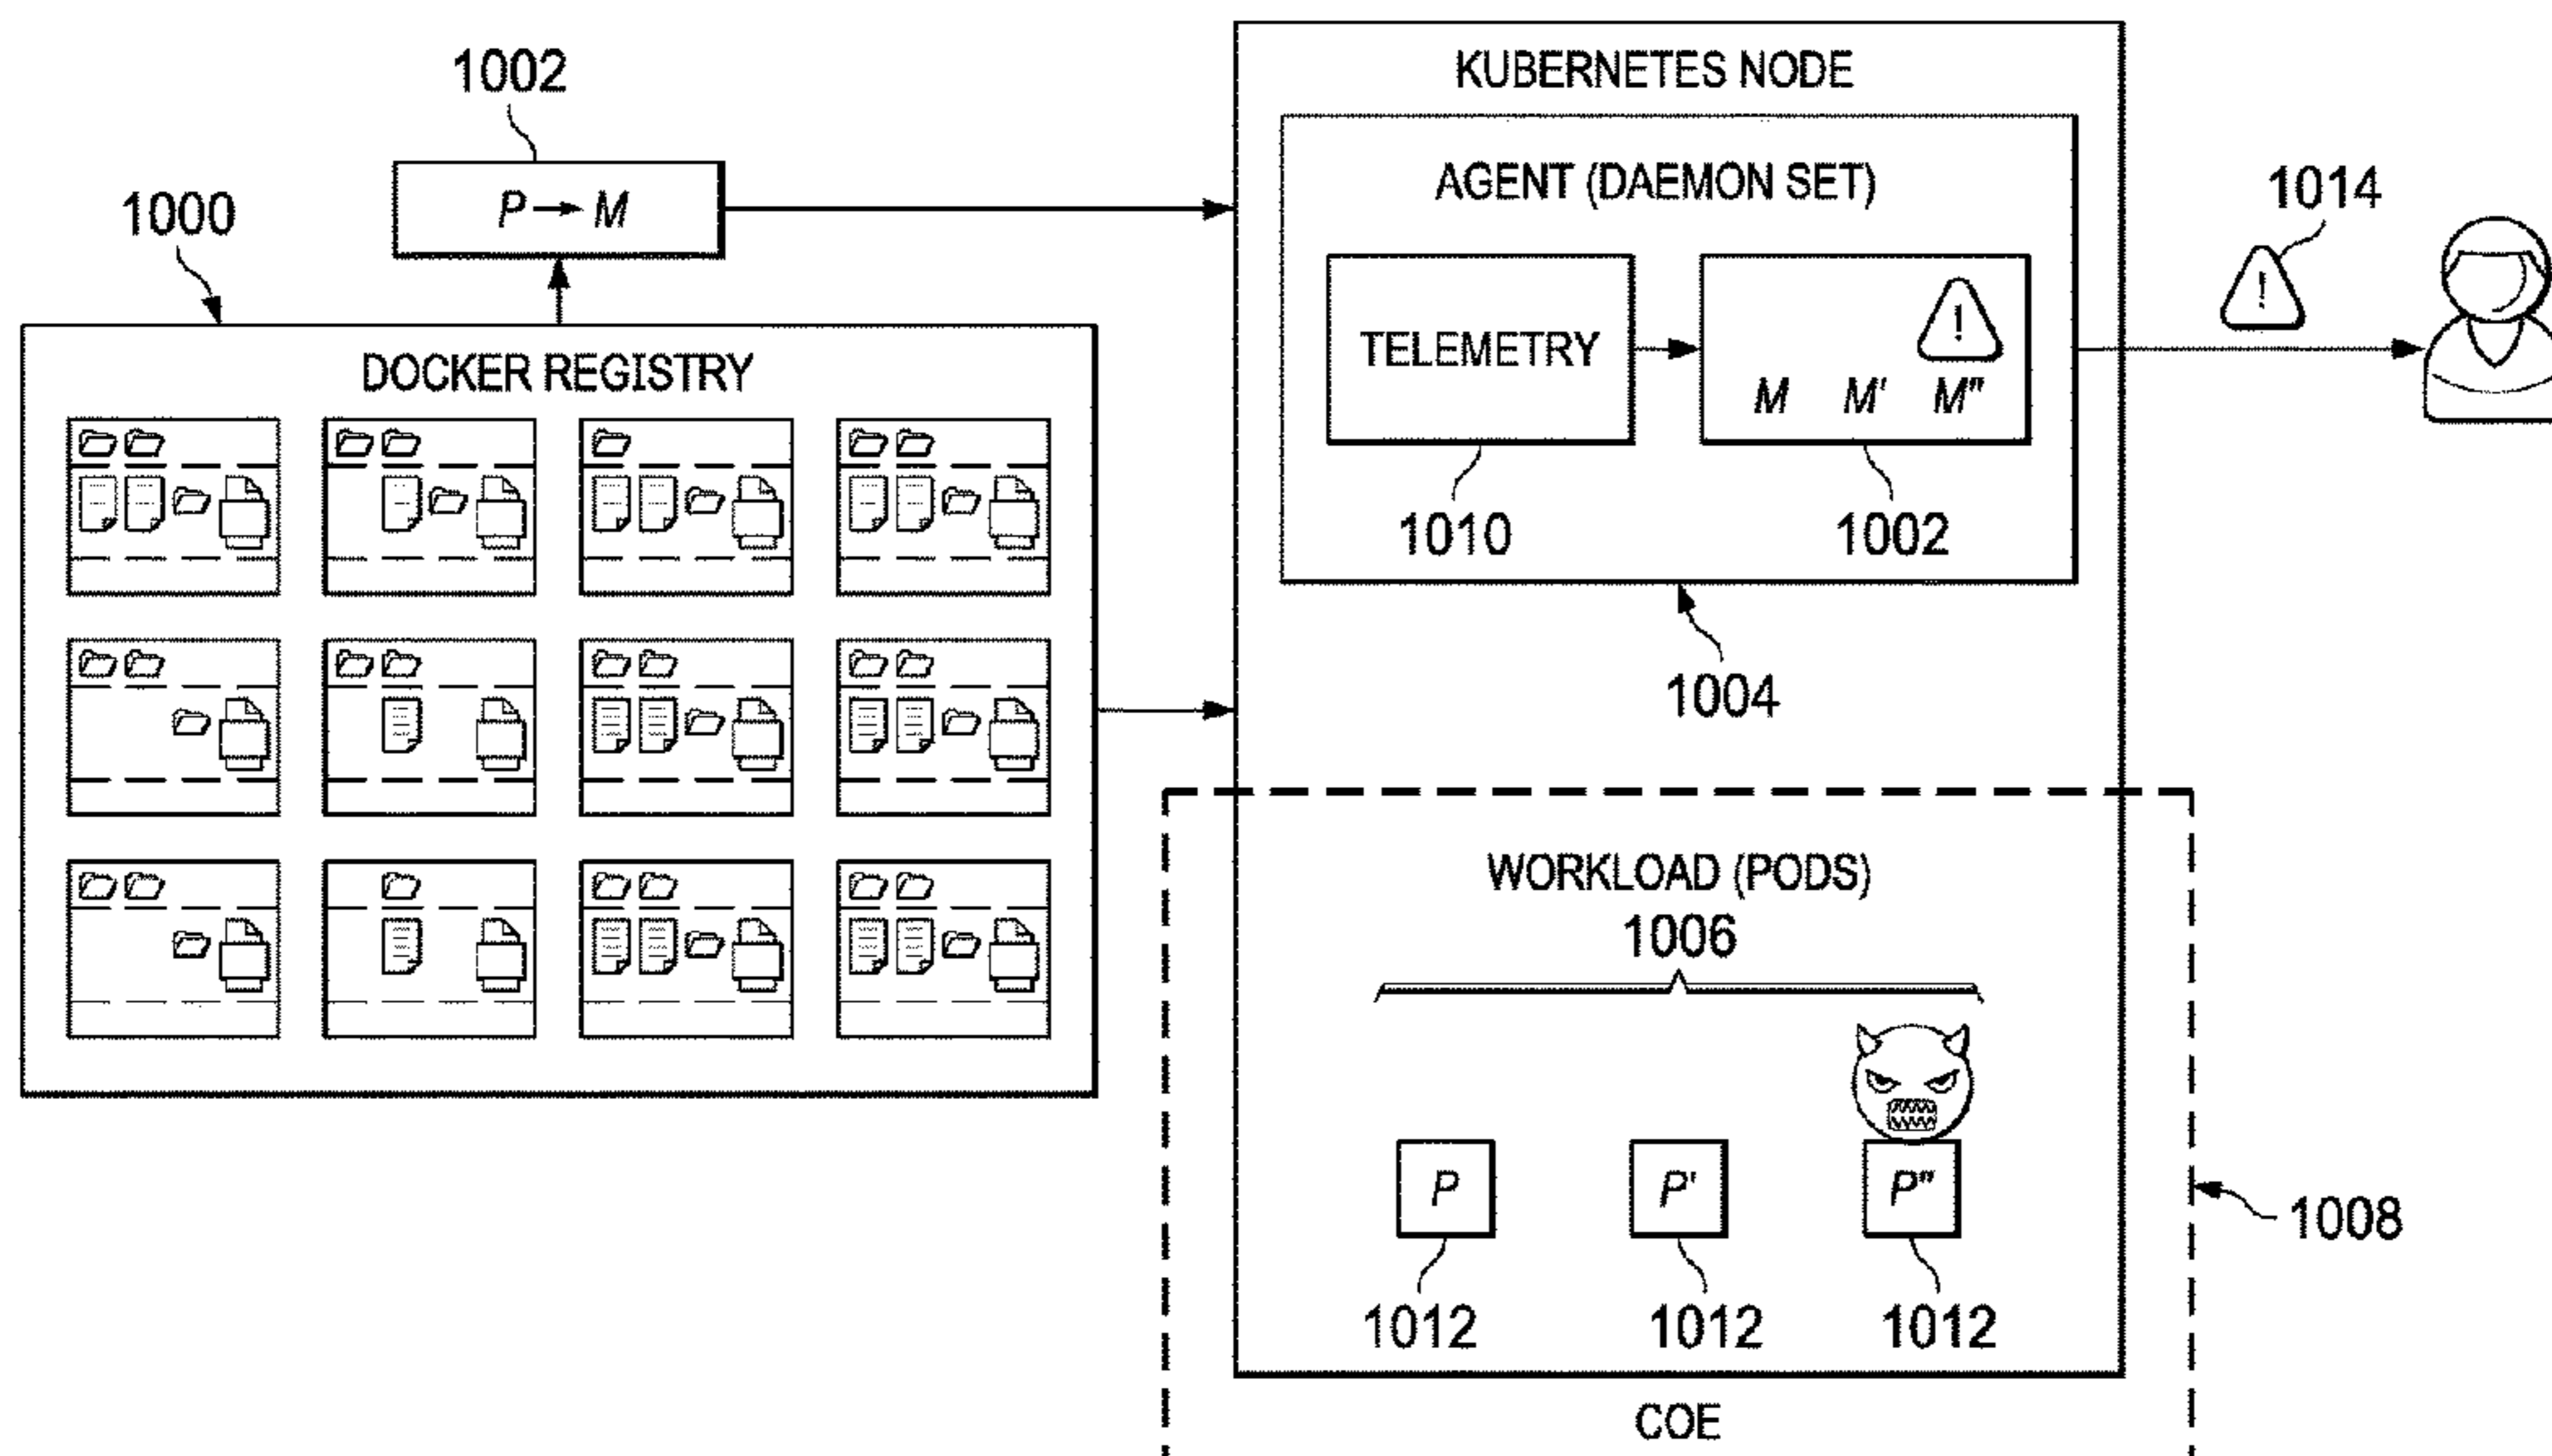 1002
P → M
1000
DOCKER REGISTRY
KUBERNETES NODE
AGENT (DAEMON SET)
TELEMETRY
!
M M' M"
1010
1002
1004
1014
!
WORKLOAD (PODS)
1006
P
P'
P"
1012
1012
1012
1008
COE